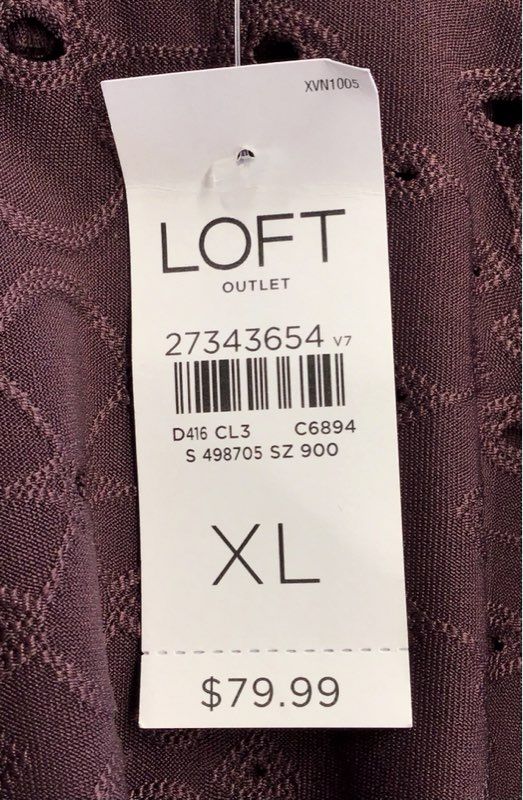 XVN1005
LOFT
OUTLET
27343654 V7
D416 CL3 C6894
S 498705 SZ 900
XL
$79.99